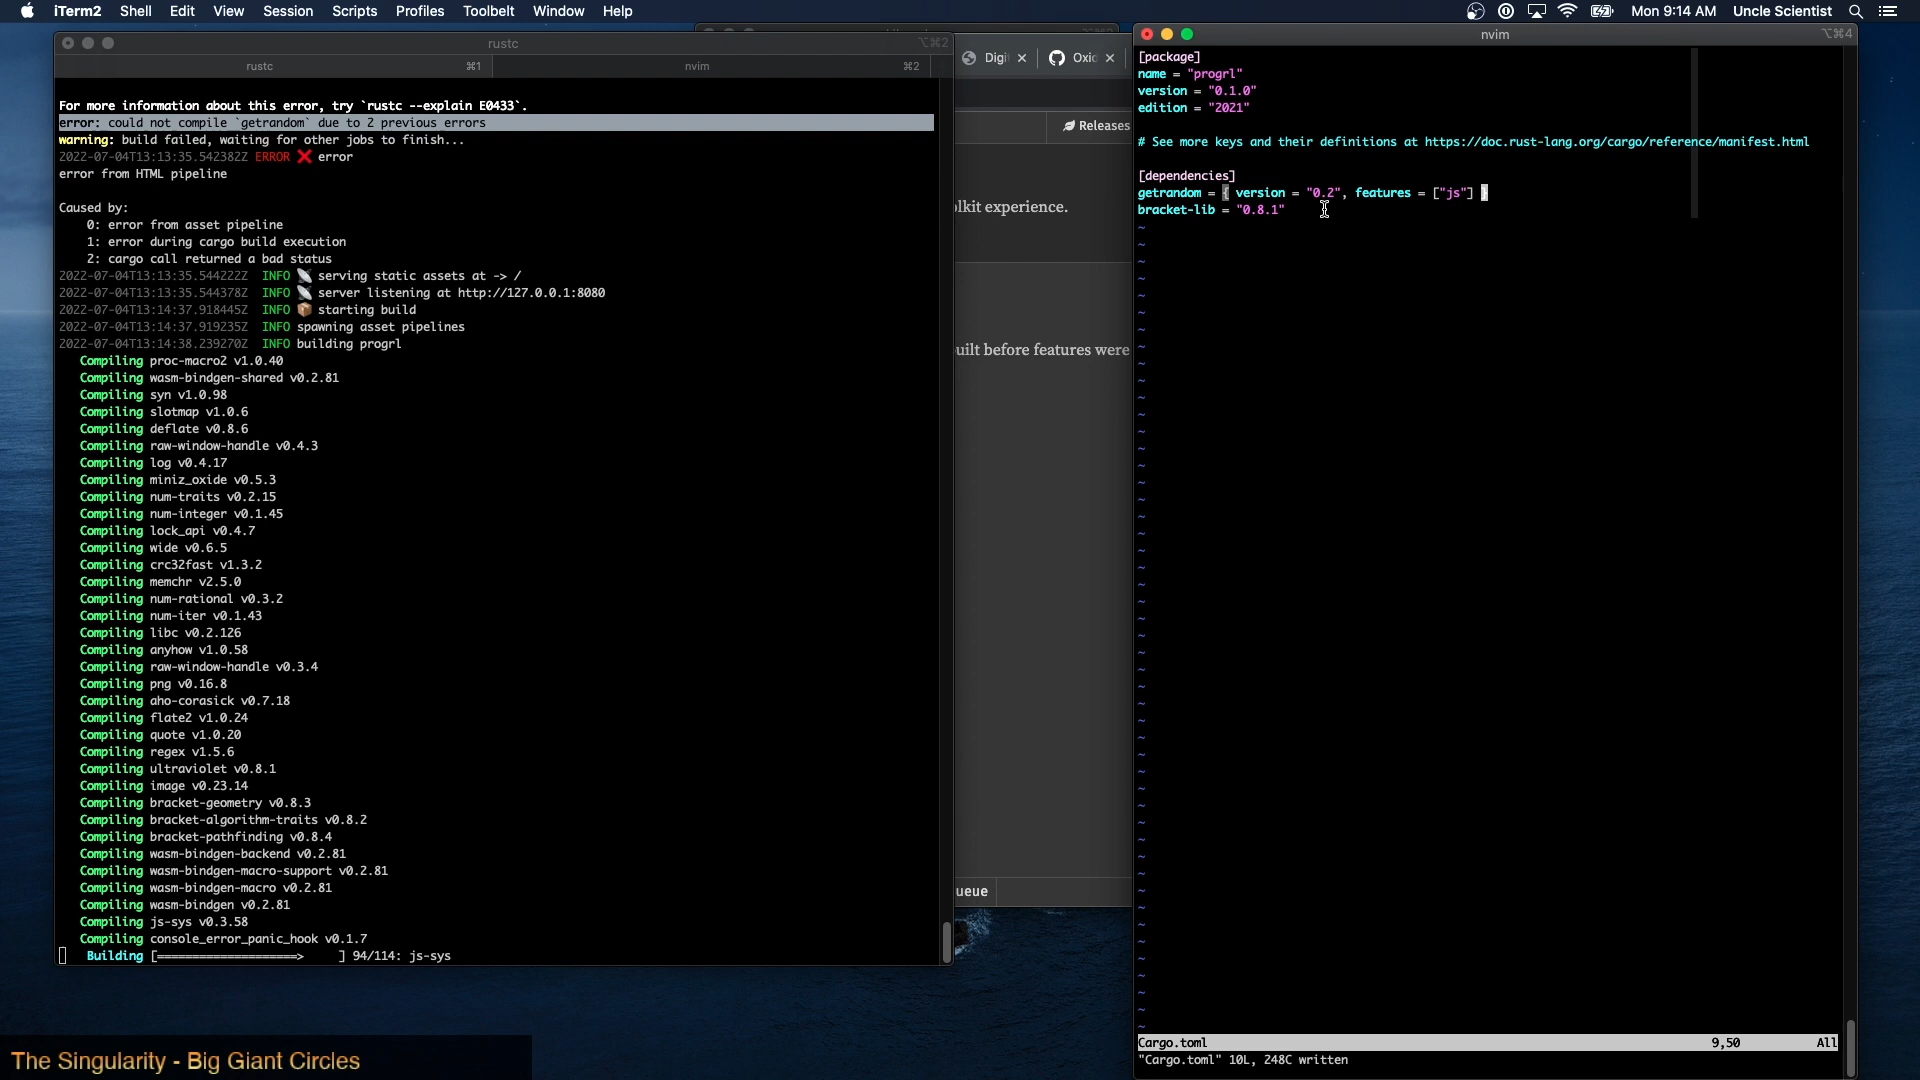 iTerm2 Shell Edit View Session Scripts Profiles Toolbelt Window Help Mon 9:14 AM Uncle Scientist
rustc ⌥⌘2
rustc ⌘1 nvim ⌘2
For more information about this error, try `rustc --explain E0433`.
error: could not compile `getrandom` due to 2 previous errors
warning: build failed, waiting for other jobs to finish...
2022-07-04T13:13:35.542382Z ERROR ❌ error
error from HTML pipeline
Caused by:
0: error from asset pipeline
1: error during cargo build execution
2: cargo call returned a bad status
2022-07-04T13:13:35.544222Z INFO 📡 serving static assets at -> /
2022-07-04T13:13:35.544378Z INFO 📡 server listening at http://127.0.0.1:8080
2022-07-04T13:14:37.918445Z INFO 📦 starting build
2022-07-04T13:14:37.919235Z INFO spawning asset pipelines
2022-07-04T13:14:38.239270Z INFO building progrl
Compiling proc-macro2 v1.0.40
Compiling wasm-bindgen-shared v0.2.81
Compiling syn v1.0.98
Compiling slotmap v1.0.6
Compiling deflate v0.8.6
Compiling raw-window-handle v0.4.3
Compiling log v0.4.17
Compiling miniz_oxide v0.5.3
Compiling num-traits v0.2.15
Compiling num-integer v0.1.45
Compiling lock_api v0.4.7
Compiling wide v0.6.5
Compiling crc32fast v1.3.2
Compiling memchr v2.5.0
Compiling num-rational v0.3.2
Compiling num-iter v0.1.43
Compiling libc v0.2.126
Compiling anyhow v1.0.58
Compiling raw-window-handle v0.3.4
Compiling png v0.16.8
Compiling aho-corasick v0.7.18
Compiling flate2 v1.0.24
Compiling quote v1.0.20
Compiling regex v1.5.6
Compiling ultraviolet v0.8.1
Compiling image v0.23.14
Compiling bracket-geometry v0.8.3
Compiling bracket-algorithm-traits v0.8.2
Compiling bracket-pathfinding v0.8.4
Compiling wasm-bindgen-backend v0.2.81
Compiling wasm-bindgen-macro-support v0.2.81
Compiling wasm-bindgen-macro v0.2.81
Compiling wasm-bindgen v0.2.81
Compiling js-sys v0.3.58
Compiling console_error_panic_hook v0.1.7
Building [====================> ] 94/114: js-sys
Digi × Oxid ×
Releases
olkit experience.
built before features were
ueue
nvim ⌥⌘4
[package]
name = "progrl"
version = "0.1.0"
edition = "2021"
# See more keys and their definitions at https://doc.rust-lang.org/cargo/reference/manifest.html
[dependencies]
getrandom = { version = "0.2", features = ["js"] }
bracket-lib = "0.8.1"
Cargo.toml 9,50 All
"Cargo.toml" 10L, 248C written
The Singularity - Big Giant Circles